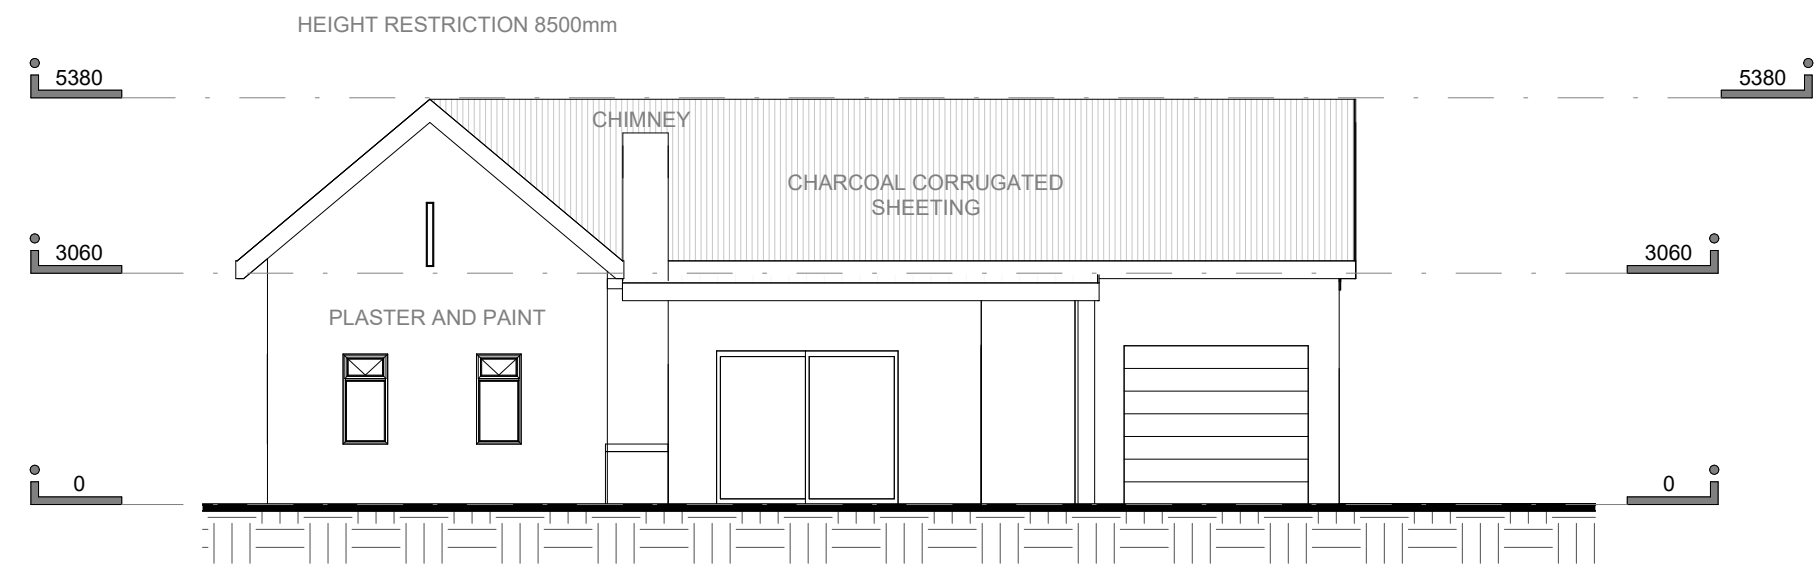 HEIGHT RESTRICTION 8500mm
5380
5380
CHIMNEY
CHARCOAL CORRUGATED
SHEETING
3060
3060
PLASTER AND PAINT
0
0